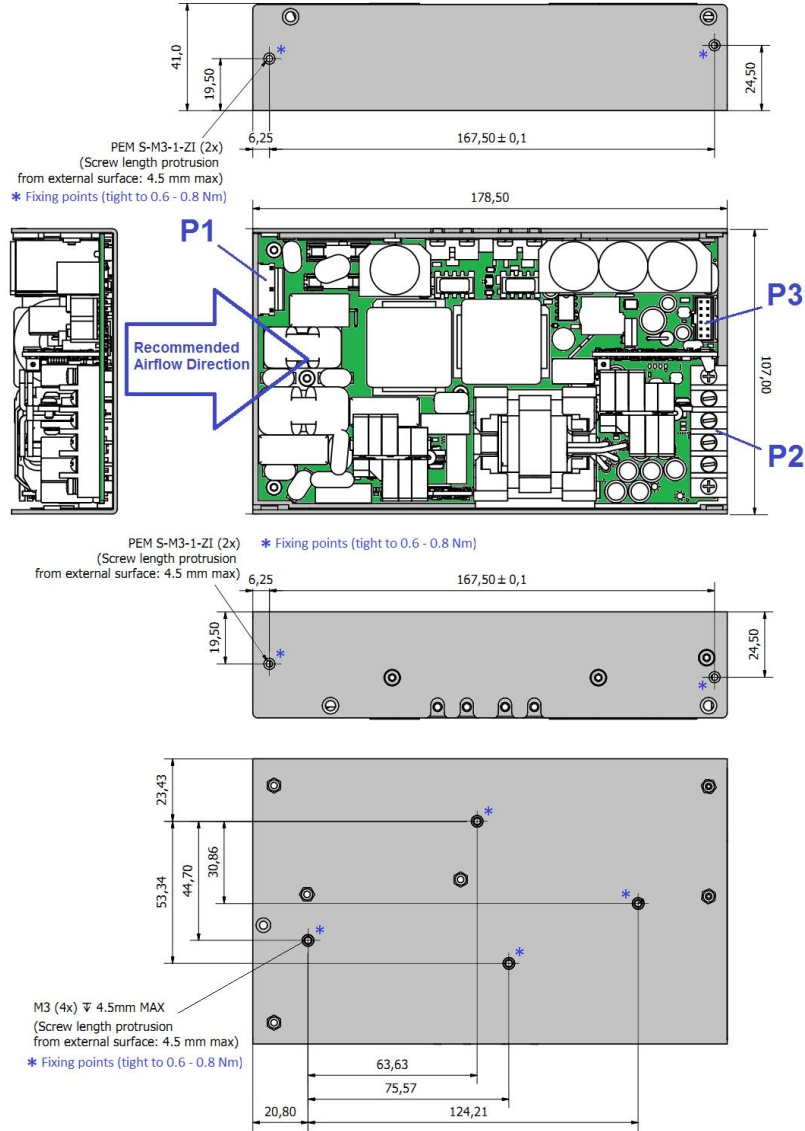 41,0
19,50
*
*
24,50
6,25
167,50 ± 0,1
PEM S-M3-1-ZI (2x)
(Screw length protrusion
from external surface: 4.5 mm max)
* Fixing points (tight to 0.6 - 0.8 Nm)
178,50
P1
P3
Recommended
Airflow Direction
107,00
P2
PEM S-M3-1-ZI (2x)
(Screw length protrusion
from external surface: 4.5 mm max)
* Fixing points (tight to 0.6 - 0.8 Nm)
6,25
167,50 ± 0,1
19,50
24,50
*
*
23,43
53,34
44,70
30,86
*
*
*
*
M3 (4x) ↧ 4.5mm MAX
(Screw length protrusion
from external surface: 4.5 mm max)
* Fixing points (tight to 0.6 - 0.8 Nm)
63,63
75,57
20,80
124,21